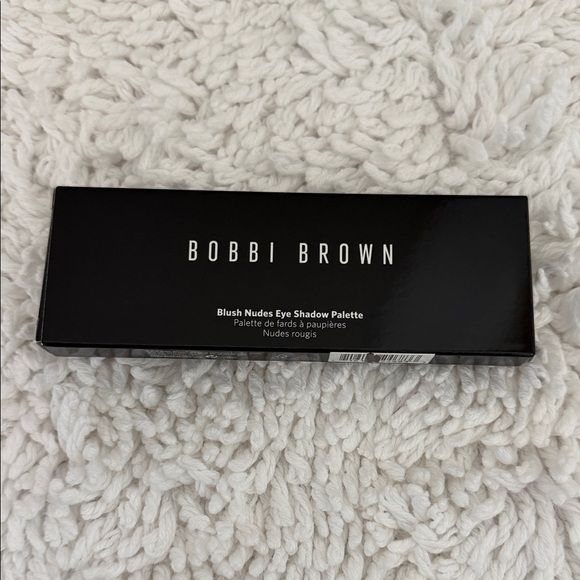 BOBBI BROWN
Blush Nudes Eye Shadow Palette
Palette de fards à paupières
Nudes rougis